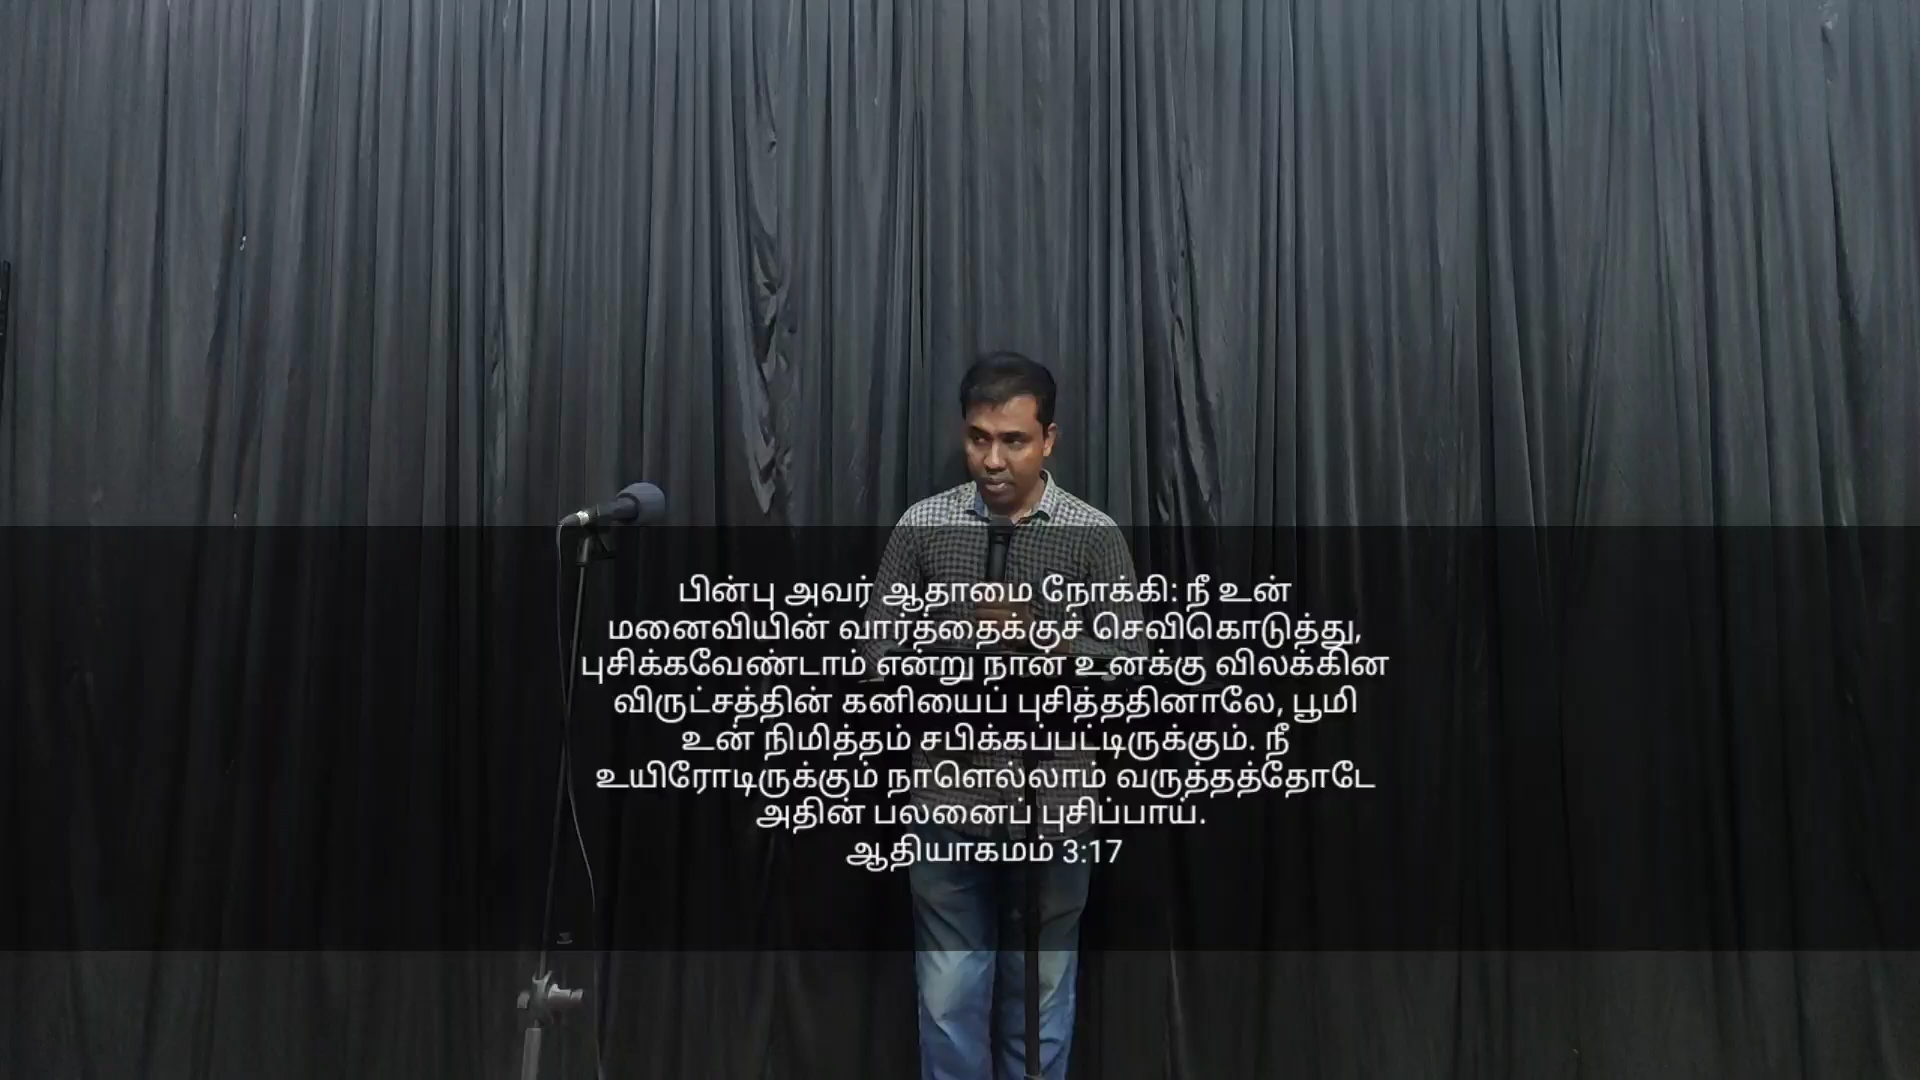 பின்பு அவர் ஆதாமை நோக்கி: நீ உன்
மனைவியின் வார்த்தைக்குச் செவிகொடுத்து,
புசிக்கவேண்டாம் என்று நான் உனக்கு விலக்கின
விருட்சத்தின் கனியைப் புசித்ததினாலே, பூமி
உன் நிமித்தம் சபிக்கப்பட்டிருக்கும். நீ
உயிரோடிருக்கும் நாளெல்லாம் வருத்தத்தோடே
அதின் பலனைப் புசிப்பாய்.
ஆதியாகமம் 3:17